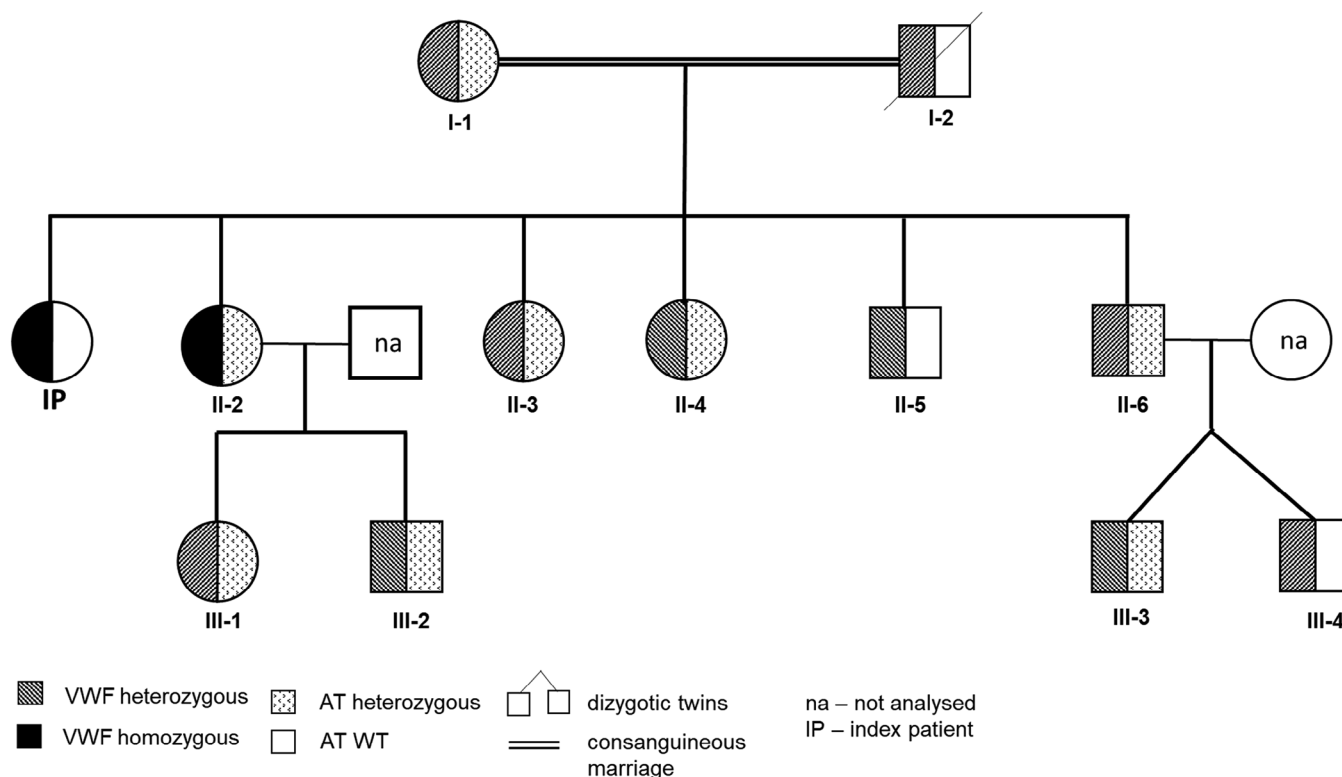 I-1
I-2
na
na
IP
II-2
II-3
II-4
II-5
II-6
III-1
III-2
III-3
III-4
VWF heterozygous
AT heterozygous
dizygotic twins
na – not analysed
VWF homozygous
AT WT
consanguineous
marriage
IP – index patient